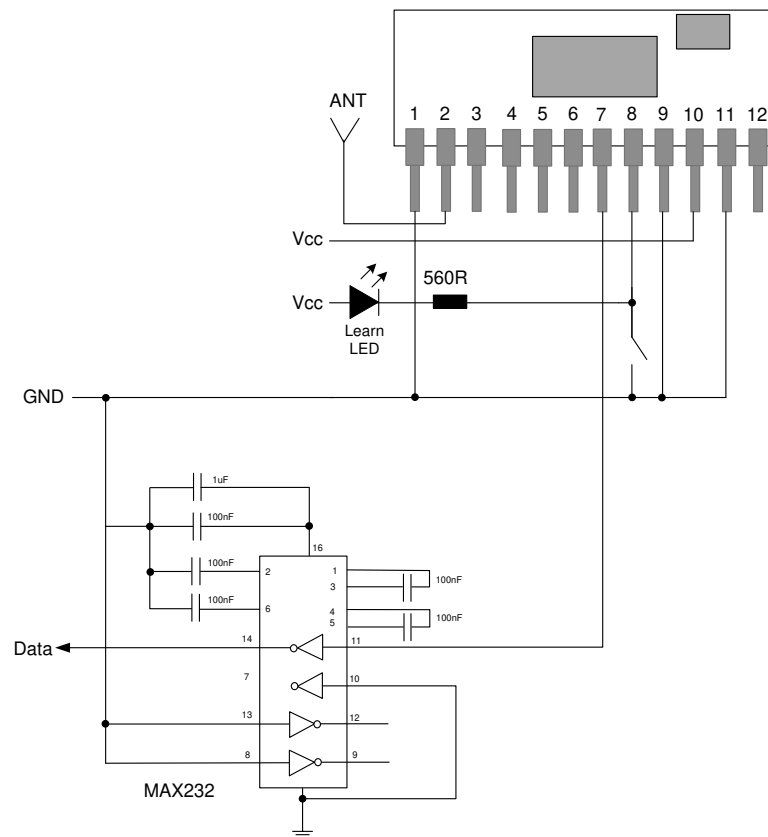 ANT
1 2 3 4 5 6 7 8 9 10 11 12
Vcc
560R
Vcc
Learn
LED
GND
1uF
100nF
16
100nF
2
1
3
100nF
100nF
6
4
5
100nF
Data
14
11
7
10
13
12
8
9
MAX232